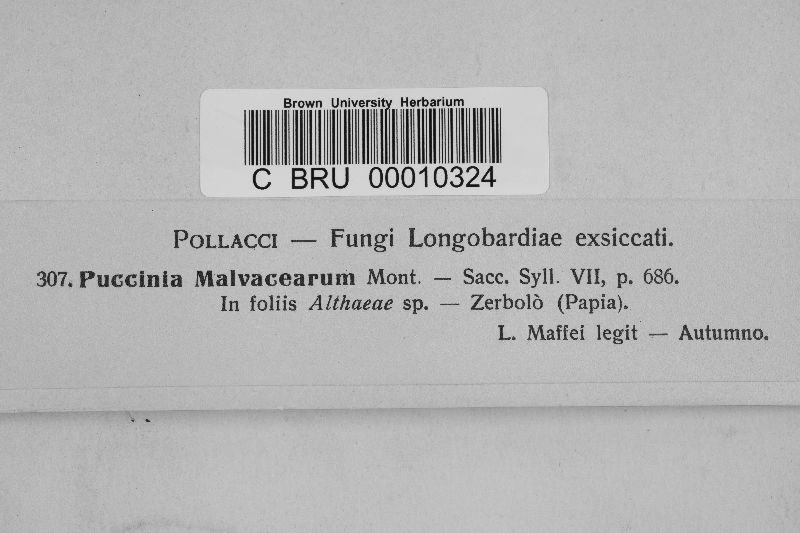 Brown University Herbarium
C BRU 00010324
POLLACCI — Fungi Longobardiae exsiccati.
307. Puccinia Malvacearum Mont. — Sacc. Syll. VII, p. 686.
In foliis Althaeae sp. — Zerbolò (Papia).
L. Maffei legit — Autumno.